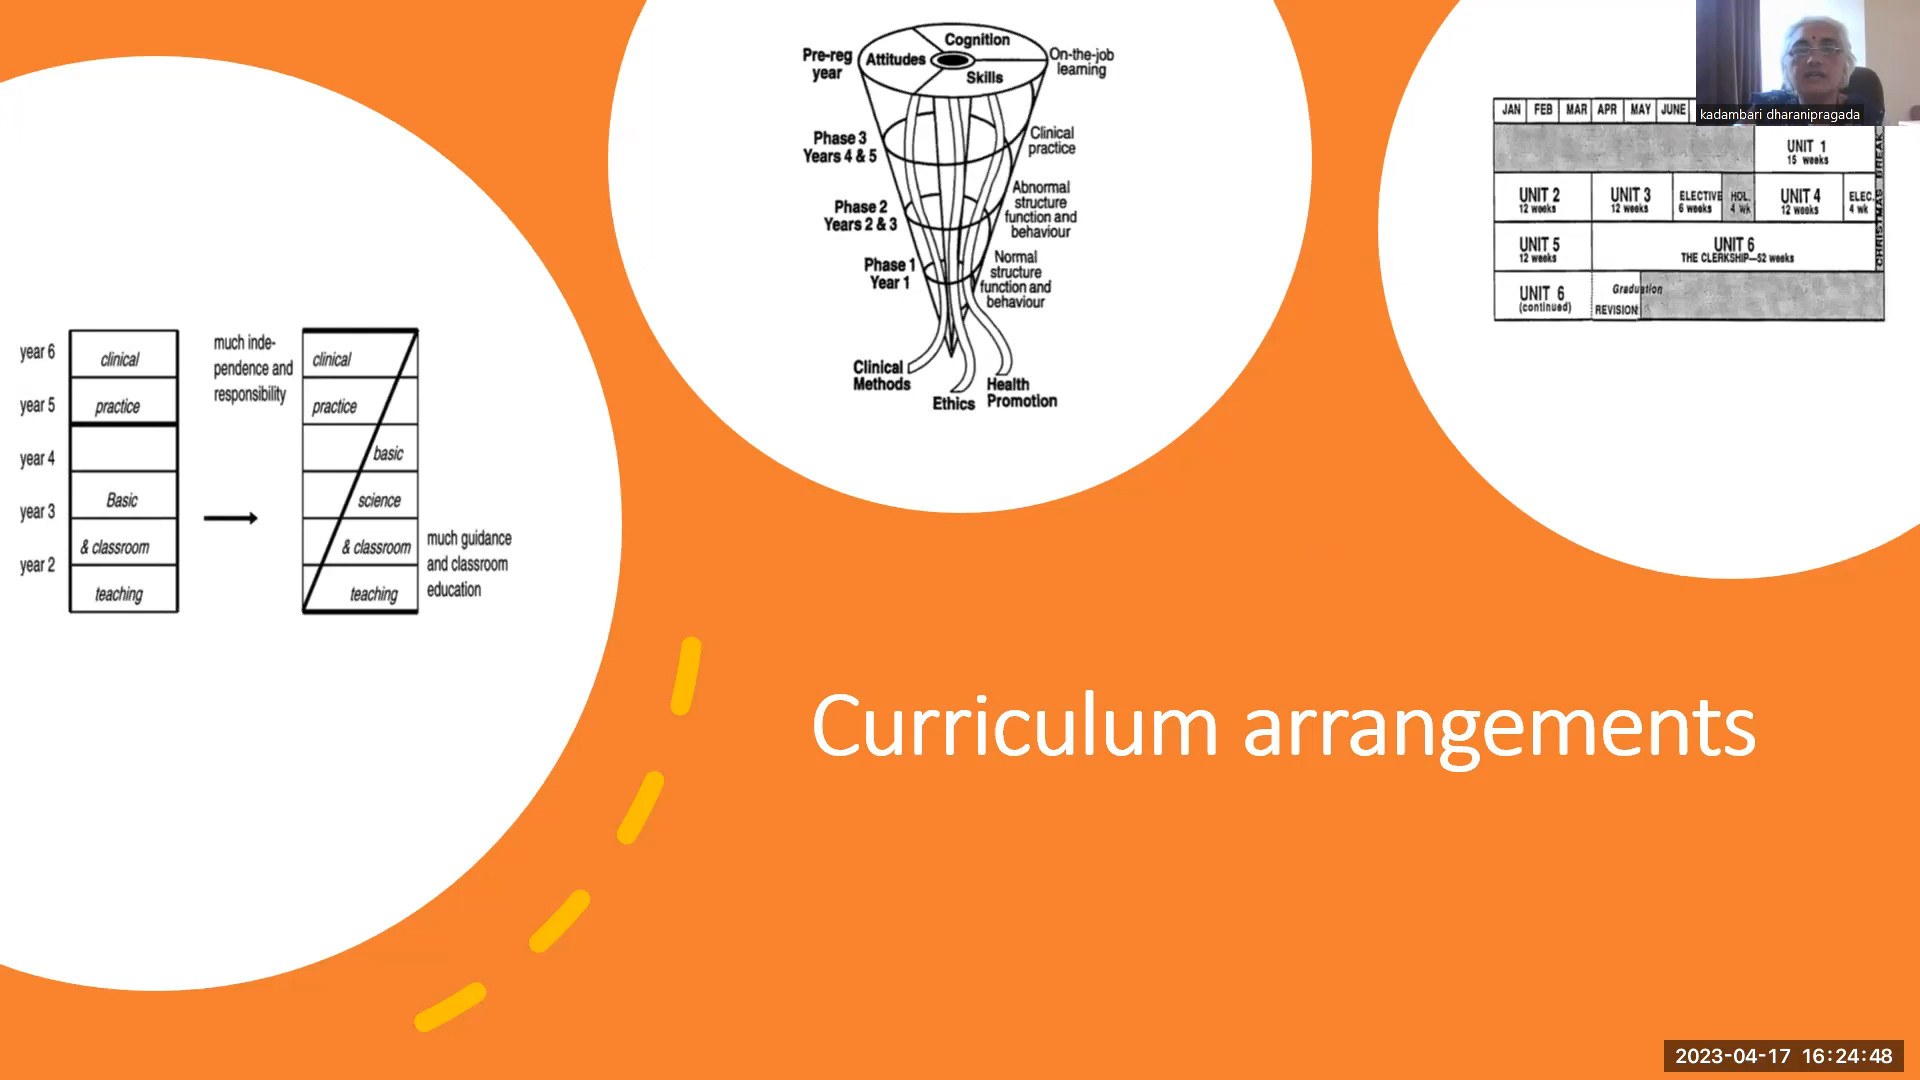 year 6
year 5
year 4
year 3
year 2
clinical
practice
Basic
& classroom
teaching
much inde-
pendence and
responsibility
clinical
practice
basic
science
& classroom
teaching
much guidance
and classroom
education
Pre-reg
year
Attitudes
Cognition
Skills
On-the-job
learning
Phase 3
Years 4 & 5
Clinical
practice
Phase 2
Years 2 & 3
Abnormal
structure
function and
behaviour
Phase 1
Year 1
Normal
structure
function and
behaviour
Clinical
Methods
Ethics
Health
Promotion
JAN FEB MAR APR MAY JUNE
UNIT 1
15 weeks
UNIT 2
12 weeks
UNIT 3
12 weeks
ELECTIVE
6 weeks
HOL.
4 wk
UNIT 4
12 weeks
ELEC.
4 wk
UNIT 5
12 weeks
UNIT 6
THE CLERKSHIP—52 weeks
UNIT 6
(continued)
Graduation
REVISION
CHRISTMAS BREAK
kadambari dharanipragada
Curriculum arrangements
2023-04-17 16:24:48